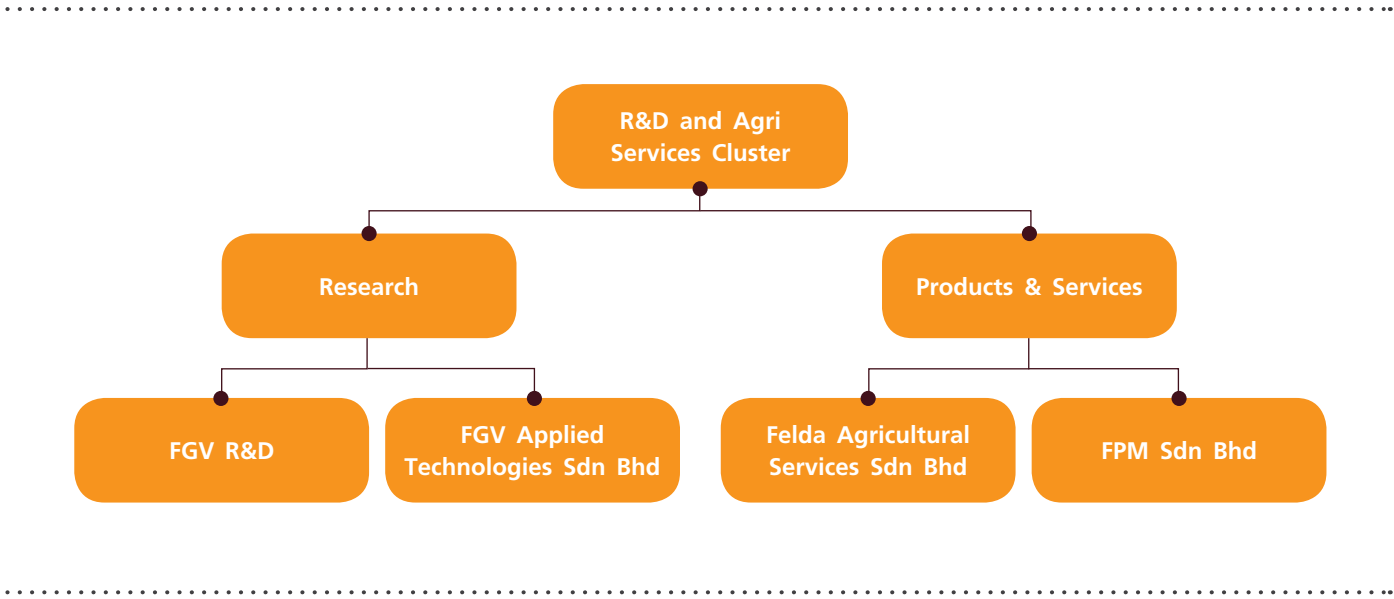 R&D and Agri
Services Cluster
Research
Products & Services
FGV R&D
FGV Applied
Technologies Sdn Bhd
Felda Agricultural
Services Sdn Bhd
FPM Sdn Bhd